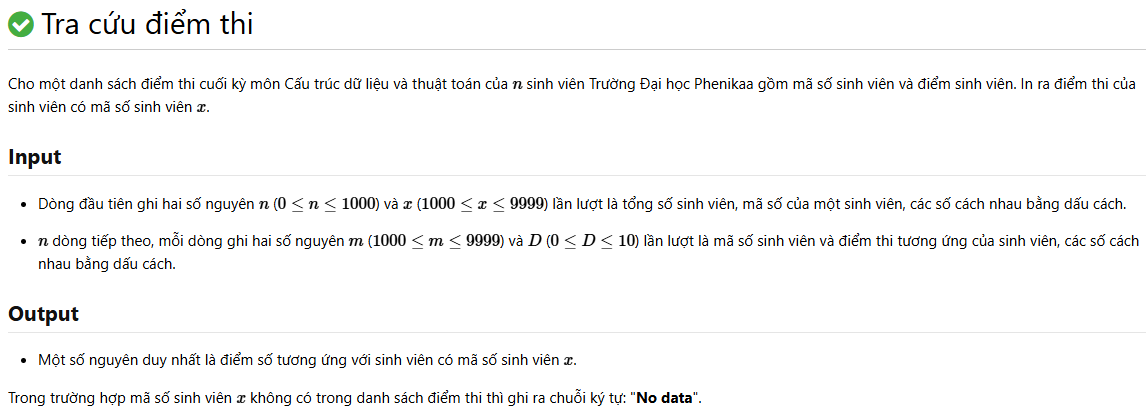 Tra cứu điểm thi
Cho một danh sách điểm thi cuối kỳ môn Cấu trúc dữ liệu và thuật toán của n sinh viên Trường Đại học Phenikaa gồm mã số sinh viên và điểm sinh viên. In ra điểm thi của
sinh viên có mã số sinh viên x.
Input
• Dòng đầu tiên ghi hai số nguyên n (0 ≤ n ≤ 1000) và x (1000 ≤ x ≤ 9999) lần lượt là tổng số sinh viên, mã số của một sinh viên, các số cách nhau bằng dấu cách.
• n dòng tiếp theo, mỗi dòng ghi hai số nguyên m (1000 ≤ m ≤ 9999) và D (0 ≤ D ≤ 10) lần lượt là mã số sinh viên và điểm thi tương ứng của sinh viên, các số cách
nhau bằng dấu cách.
Output
• Một số nguyên duy nhất là điểm số tương ứng với sinh viên có mã số sinh viên x.
Trong trường hợp mã số sinh viên x không có trong danh sách điểm thi thì ghi ra chuỗi ký tự: "No data".